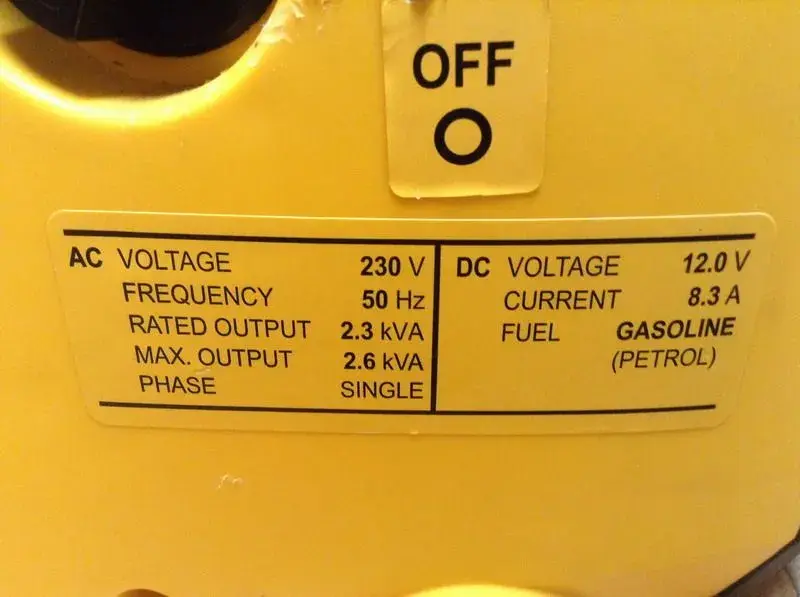 OFF
O
AC VOLTAGE 230 V
FREQUENCY 50 Hz
RATED OUTPUT 2.3 kVA
MAX. OUTPUT 2.6 kVA
PHASE SINGLE
DC VOLTAGE 12.0 V
CURRENT 8.3 A
FUEL GASOLINE
(PETROL)